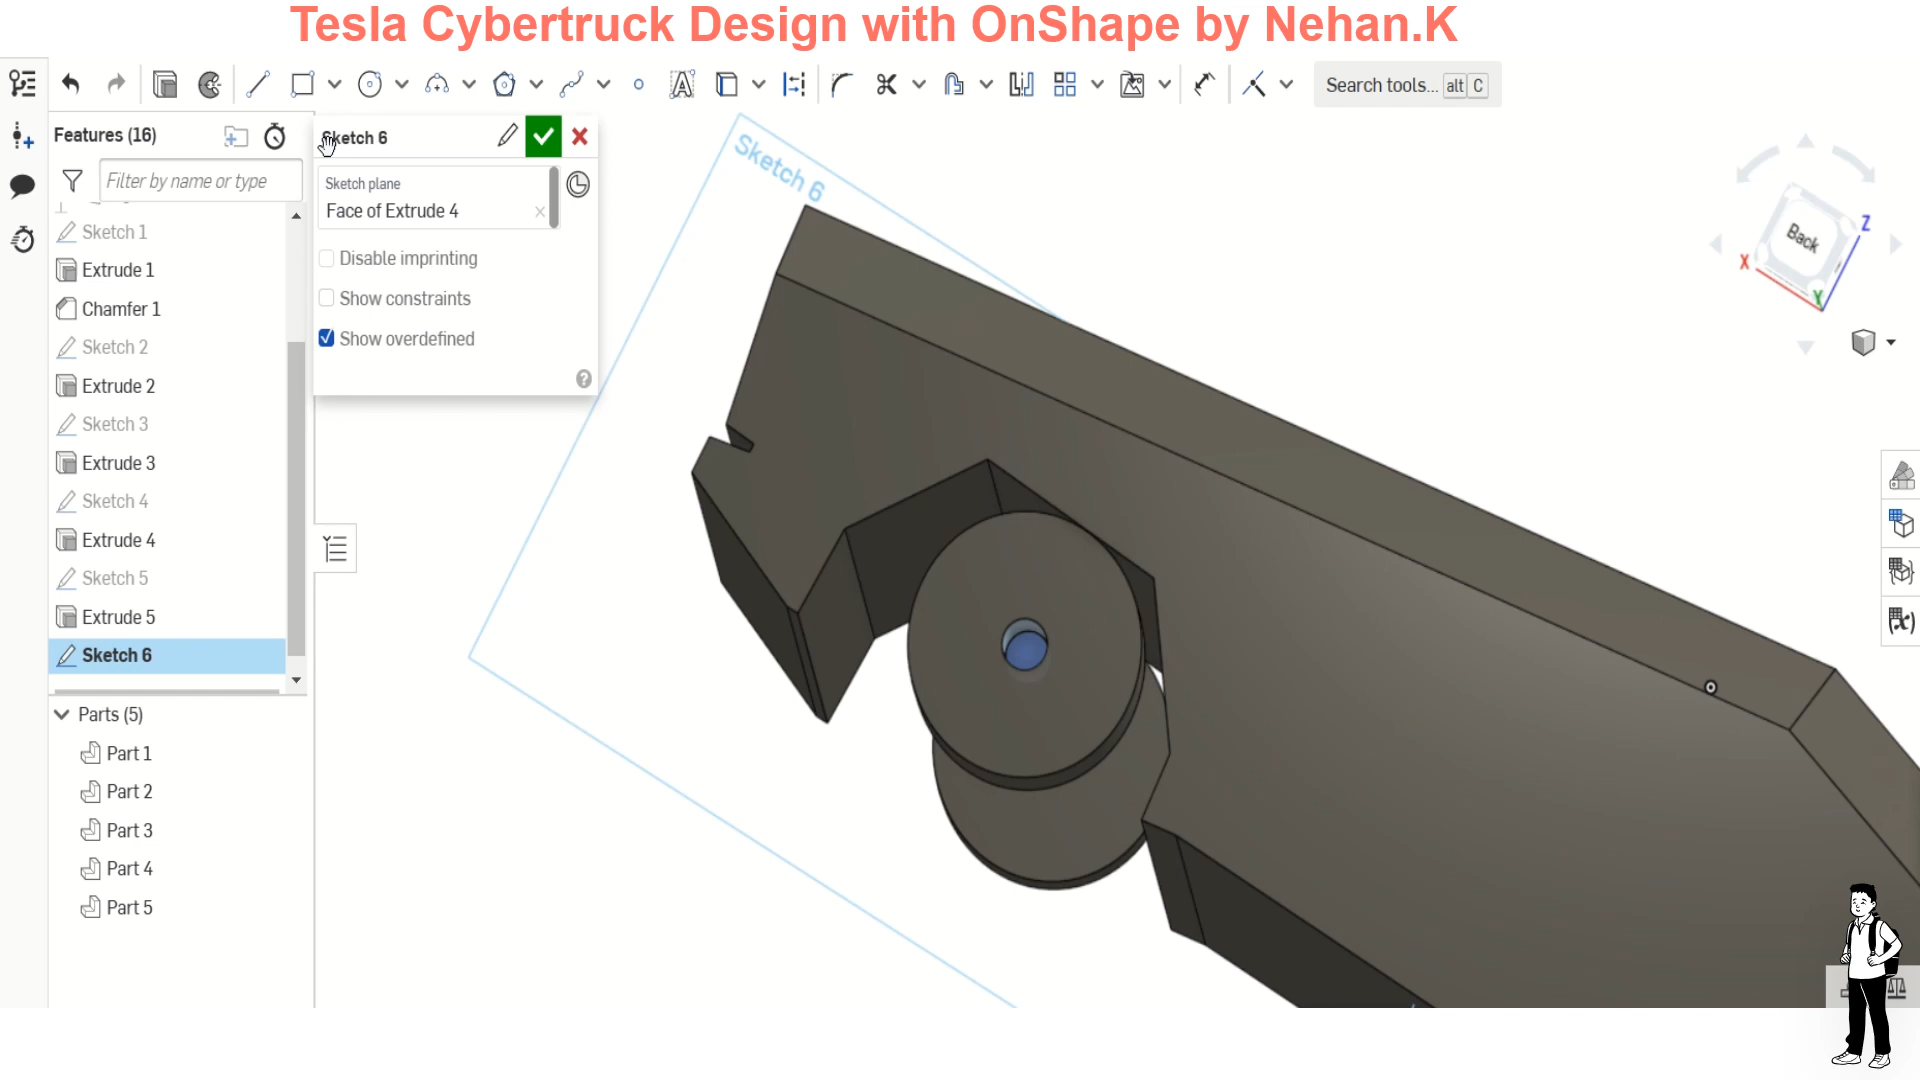 Tesla Cybertruck Design with OnShape by Nehan.K
Search tools... alt C
Features (16)
Filter by name or type
Sketch 1
Extrude 1
Chamfer 1
Sketch 2
Extrude 2
Sketch 3
Extrude 3
Sketch 4
Extrude 4
Sketch 5
Extrude 5
Sketch 6
Parts (5)
Part 1
Part 2
Part 3
Part 4
Part 5
Sketch 6
Sketch plane
Face of Extrude 4
Disable imprinting
Show constraints
Show overdefined
Sketch 6
Back
Z
X
Y
(x)